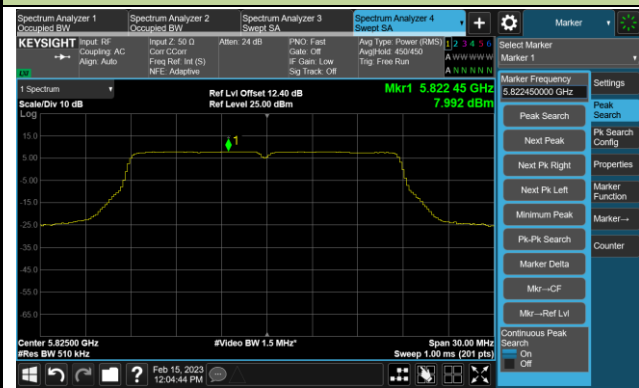 Spectrum Analyzer 1
Occupied BW
Spectrum Analyzer 2
Occupied BW
Spectrum Analyzer 3
Swept SA
Spectrum Analyzer 4
Swept SA
Marker
KEYSIGHT
Input: RF
Coupling: AC
Align: Auto
Input Z: 50 Ω
Corr CCorr
Freq Ref: Int (S)
NFE: Adaptive
Atten: 24 dB
PNO: Fast
Gate: Off
IF Gain: Low
Sig Track: Off
Avg Type: Power (RMS)
Avg|Hold: 450/450
Trig: Free Run
1 2 3 4 5 6
A W W W W W
A N N N N N
LXI
Select Marker
Marker 1
1 Spectrum
Scale/Div 10 dB
Log
Ref Lvl Offset 12.40 dB
Ref Level 25.00 dBm
Mkr1 5.822 45 GHz
7.992 dBm
1
15.0
5.00
-5.00
-15.0
-25.0
-35.0
-45.0
-55.0
-65.0
Center 5.82500 GHz
#Res BW 510 kHz
#Video BW 1.5 MHz*
Span 30.00 MHz
Sweep 1.00 ms (201 pts)
Marker Frequency
5.822450000 GHz
Peak Search
Next Peak
Next Pk Right
Next Pk Left
Minimum Peak
Pk-Pk Search
Marker Delta
Mkr→CF
Mkr→Ref Lvl
Continuous Peak
Search
On
Off
Settings
Peak
Search
Pk Search
Config
Properties
Marker
Function
Marker→
Counter
?
Feb 15, 2023
12:04:44 PM